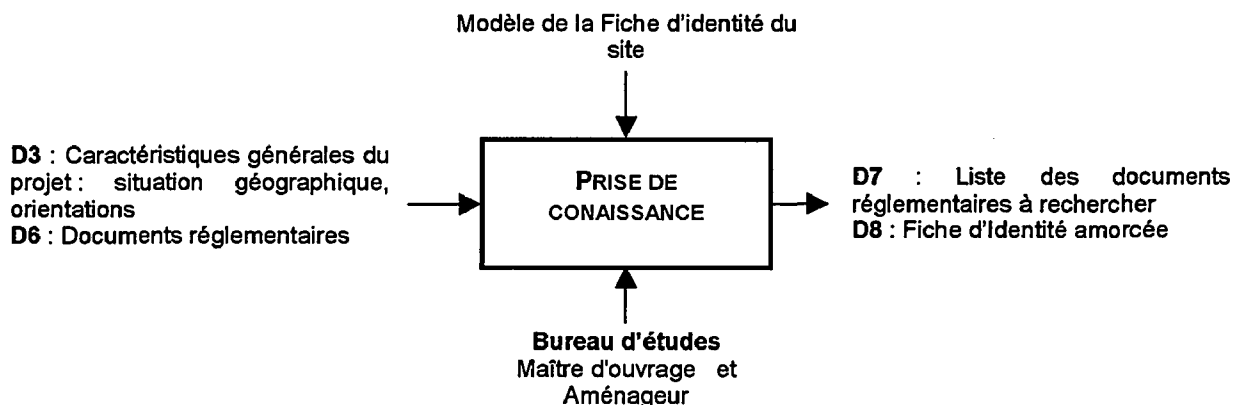 Modèle de la Fiche d'identité du
site
D3 : Caractéristiques générales du
projet : situation géographique,
orientations
D6 : Documents réglementaires
PRISE DE
CONAISSANCE
D7 : Liste des documents
réglementaires à rechercher
D8 : Fiche d'Identité amorcée
Bureau d'études
Maître d'ouvrage et
Aménageur